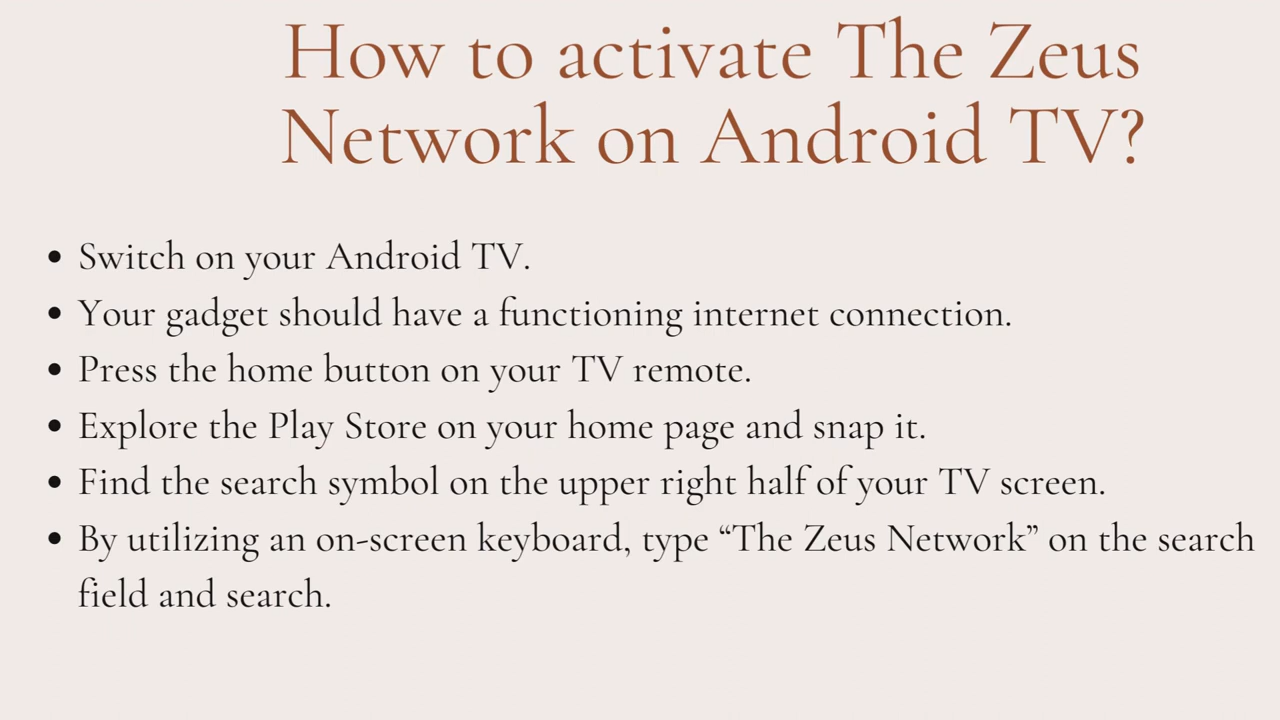 How to activate The Zeus
Network on Android TV?
• Switch on your Android TV.
• Your gadget should have a functioning internet connection.
• Press the home button on your TV remote.
• Explore the Play Store on your home page and snap it.
• Find the search symbol on the upper right half of your TV screen.
• By utilizing an on-screen keyboard, type “The Zeus Network” on the search
field and search.